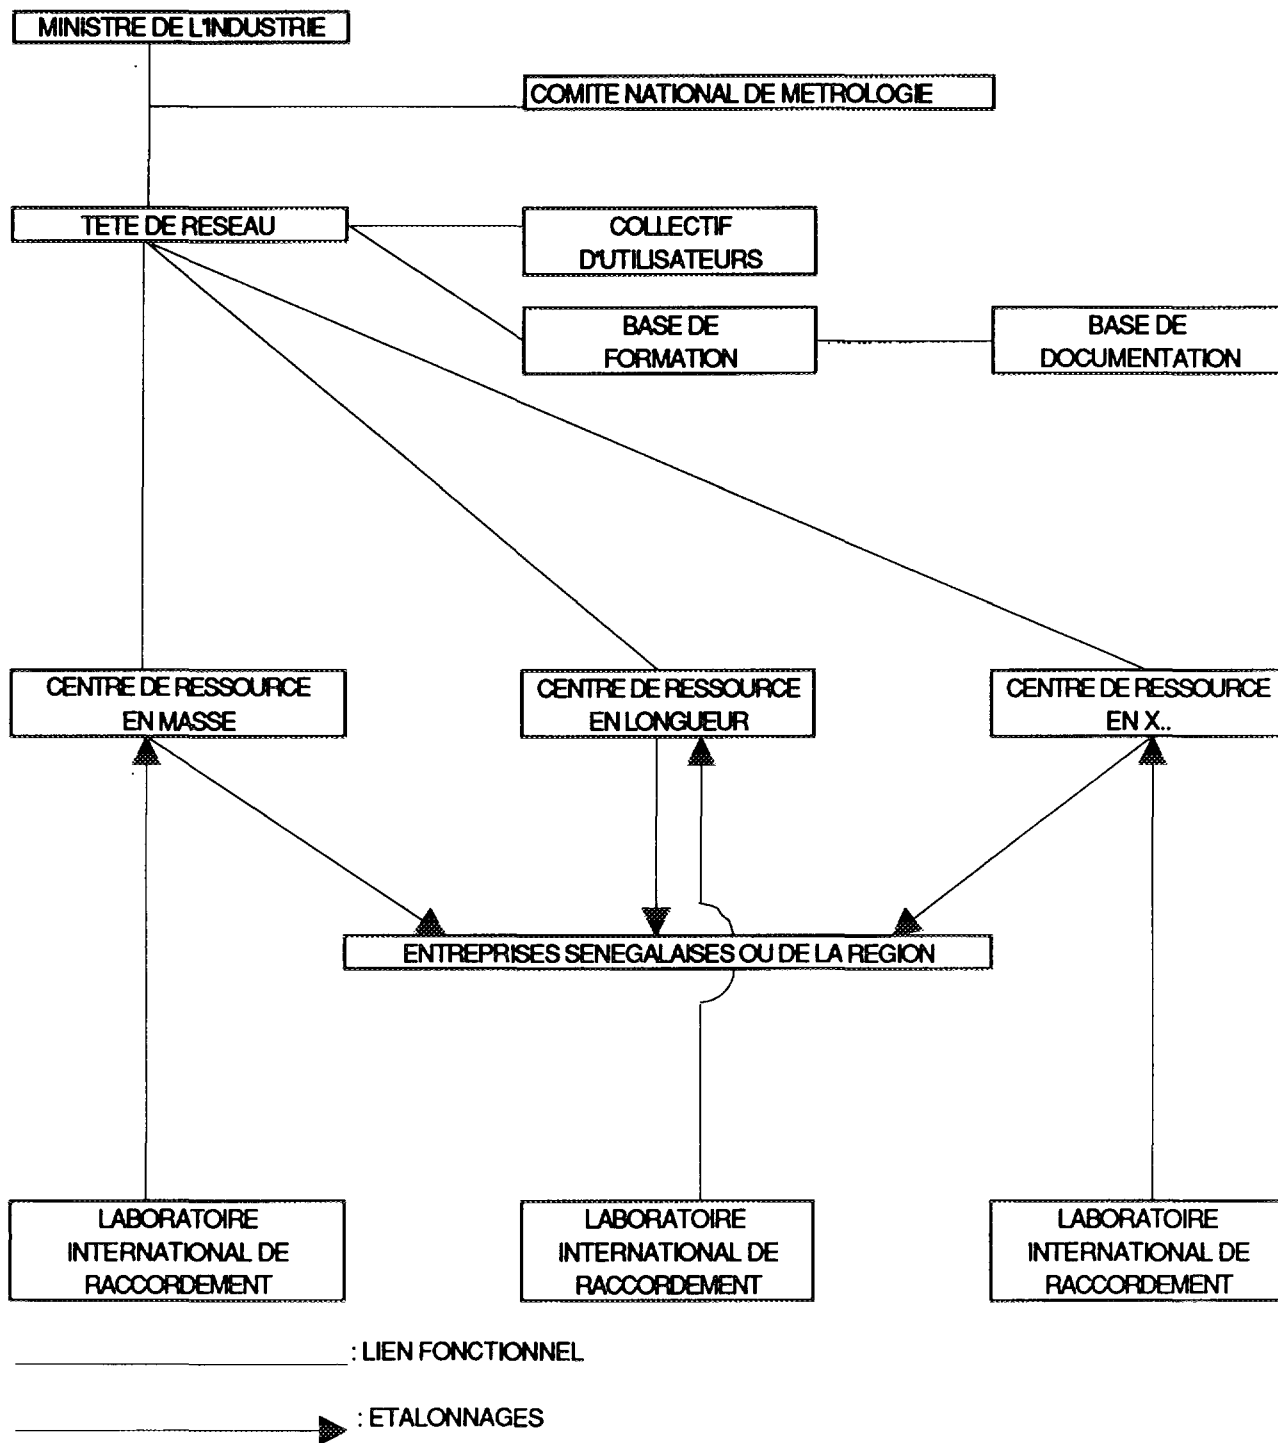 MINISTRE DE L'INDUSTRIE
COMITE NATIONAL DE METROLOGIE
TETE DE RESEAU
COLLECTIF
D'UTILISATEURS
BASE DE
FORMATION
BASE DE
DOCUMENTATION
CENTRE DE RESSOURCE
EN MASSE
CENTRE DE RESSOURCE
EN LONGUEUR
CENTRE DE RESSOURCE
EN X..
ENTREPRISES SENEGALAISES OU DE LA REGION
LABORATOIRE
INTERNATIONAL DE
RACCORDEMENT
LABORATOIRE
INTERNATIONAL DE
RACCORDEMENT
LABORATOIRE
INTERNATIONAL DE
RACCORDEMENT
: LIEN FONCTIONNEL
: ETALONNAGES